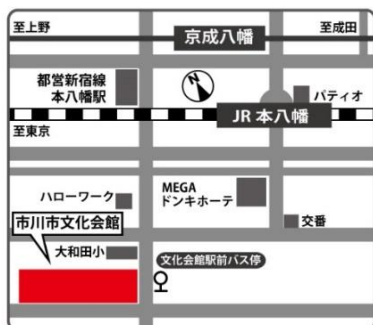 至上野
京成八幡
至成田
都営新宿線
本八幡駅
N
パティオ
JR 本八幡
至東京
ハローワーク
MEGA
ドンキホーテ
市川市文化会館
交番
大和田小
文化会館駅前バス停